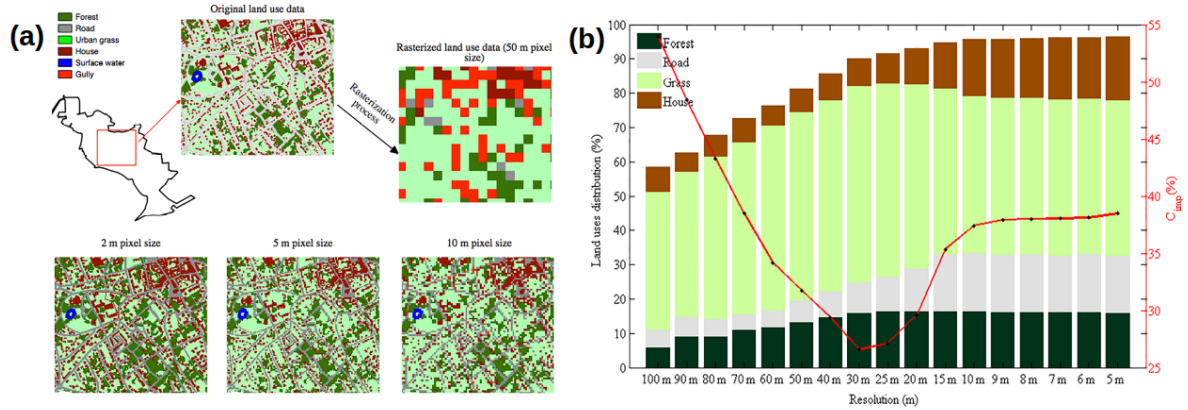 (a)
Forest
Road
Urban grass
House
Surface water
Gully
Original land use data
Rasterized land use data (50 m pixel
size)
Rasterization
process
2 m pixel size
5 m pixel size
10 m pixel size
(b)
100
90
80
70
60
50
40
30
20
10
0
Land uses distribution (%)
Forest
Road
Grass
House
55
50
45
40
35
30
25
C imp (%)
100 m 90 m 80 m 70 m 60 m 50 m 40 m 30 m 25 m 20 m 15 m 10 m 9 m 8 m 7 m 6 m 5 m
Resolution (m)